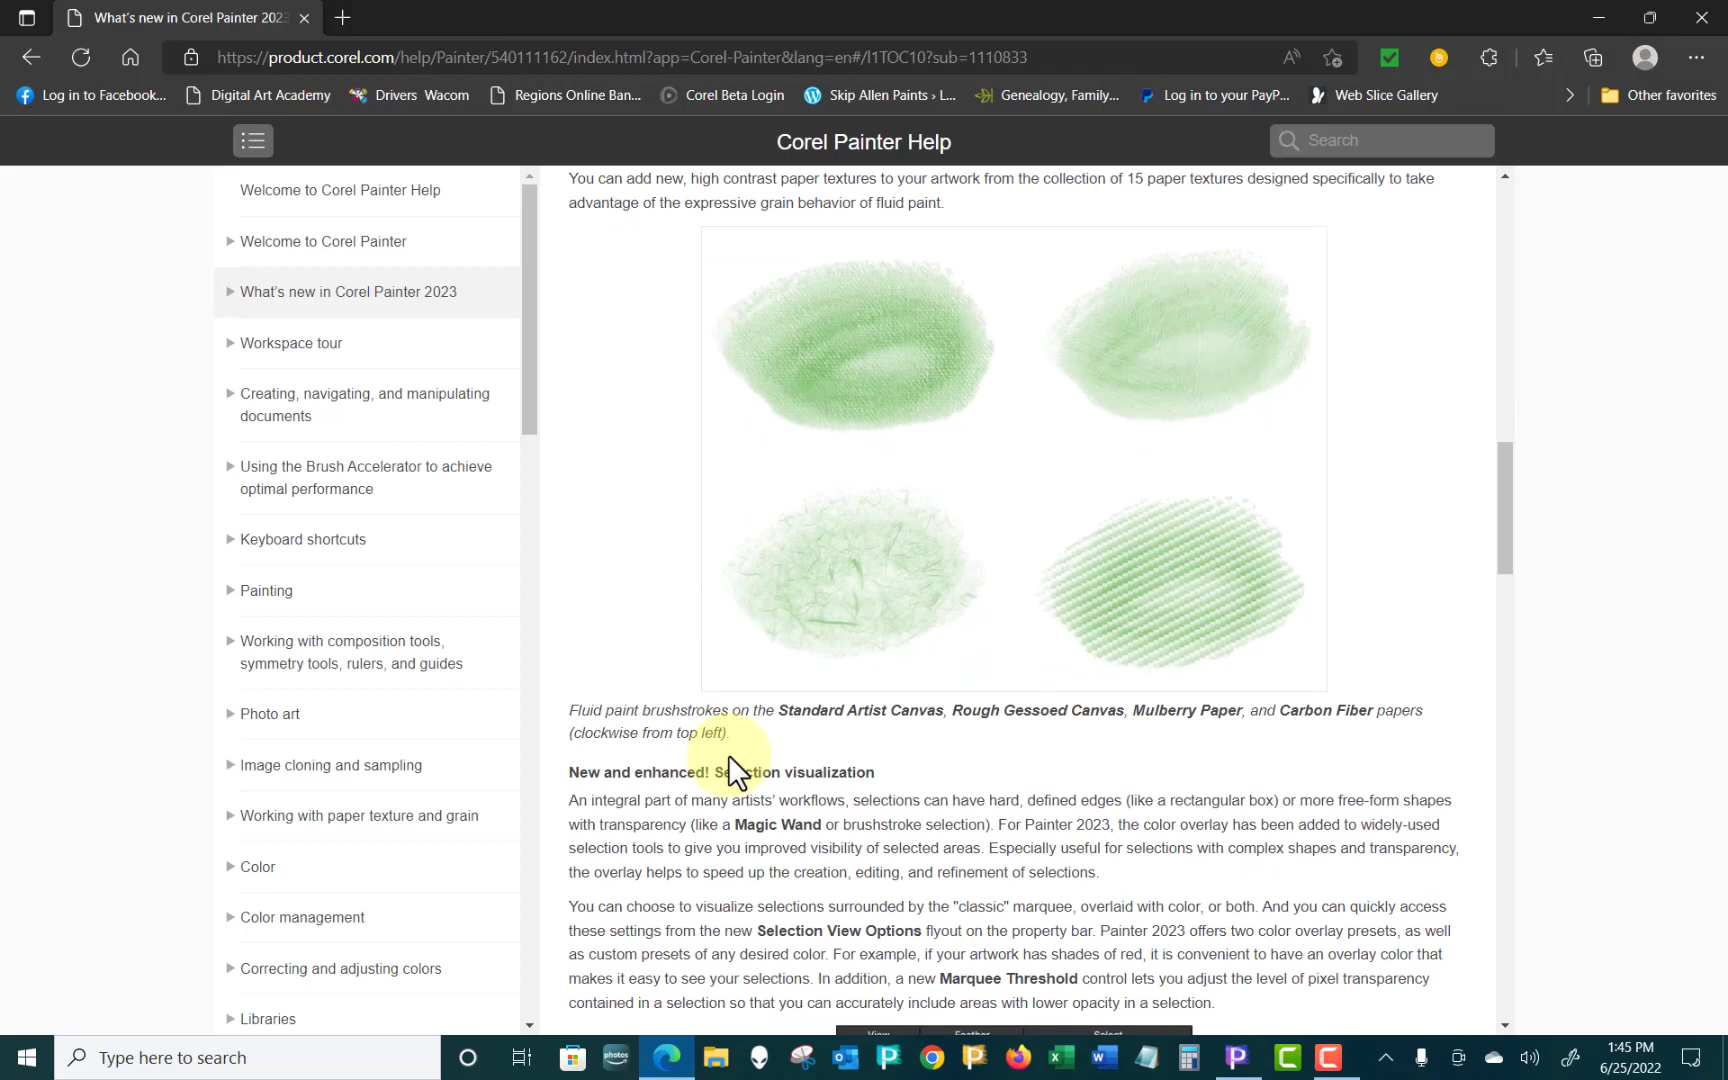 What's new in Corel Painter 2023
https://product.corel.com/help/Painter/540111162/index.html?app=Corel-Painter&lang=en#/l1TOC10?sub=1110833
Log in to Facebook... Digital Art Academy Drivers Wacom Regions Online Ban... Corel Beta Login Skip Allen Paints › L... Genealogy, Family,... Log in to your PayP... Web Slice Gallery Other favorites
Corel Painter Help
Search
Welcome to Corel Painter Help
Welcome to Corel Painter
What's new in Corel Painter 2023
Workspace tour
Creating, navigating, and manipulating
documents
Using the Brush Accelerator to achieve
optimal performance
Keyboard shortcuts
Painting
Working with composition tools,
symmetry tools, rulers, and guides
Photo art
Image cloning and sampling
Working with paper texture and grain
Color
Color management
Correcting and adjusting colors
Libraries
You can add new, high contrast paper textures to your artwork from the collection of 15 paper textures designed specifically to take
advantage of the expressive grain behavior of fluid paint.
Fluid paint brushstrokes on the Standard Artist Canvas, Rough Gessoed Canvas, Mulberry Paper, and Carbon Fiber papers
(clockwise from top left).
New and enhanced! Selection visualization
An integral part of many artists' workflows, selections can have hard, defined edges (like a rectangular box) or more free-form shapes
with transparency (like a Magic Wand or brushstroke selection). For Painter 2023, the color overlay has been added to widely-used
selection tools to give you improved visibility of selected areas. Especially useful for selections with complex shapes and transparency,
the overlay helps to speed up the creation, editing, and refinement of selections.
You can choose to visualize selections surrounded by the "classic" marquee, overlaid with color, or both. And you can quickly access
these settings from the new Selection View Options flyout on the property bar. Painter 2023 offers two color overlay presets, as well
as custom presets of any desired color. For example, if your artwork has shades of red, it is convenient to have an overlay color that
makes it easy to see your selections. In addition, a new Marquee Threshold control lets you adjust the level of pixel transparency
contained in a selection so that you can accurately include areas with lower opacity in a selection.
View Feather Select
Type here to search
photos
1:45 PM
6/25/2022